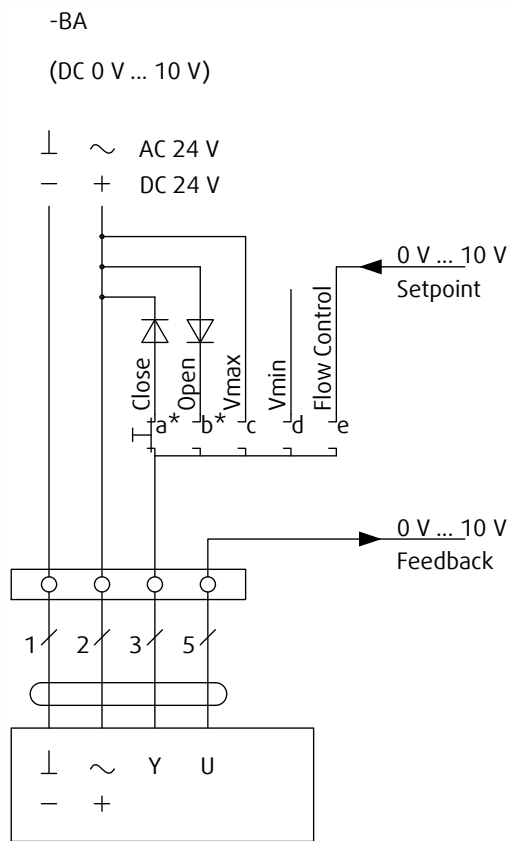 -BA
(DC 0 V ... 10 V)
⊥ ~ AC 24 V
− + DC 24 V
0 V ... 10 V
Setpoint
Close
Open
Vmax
Vmin
Flow Control
a* b* c d e
0 V ... 10 V
Feedback
1 2 3 5
⊥ ~ Y U
− +